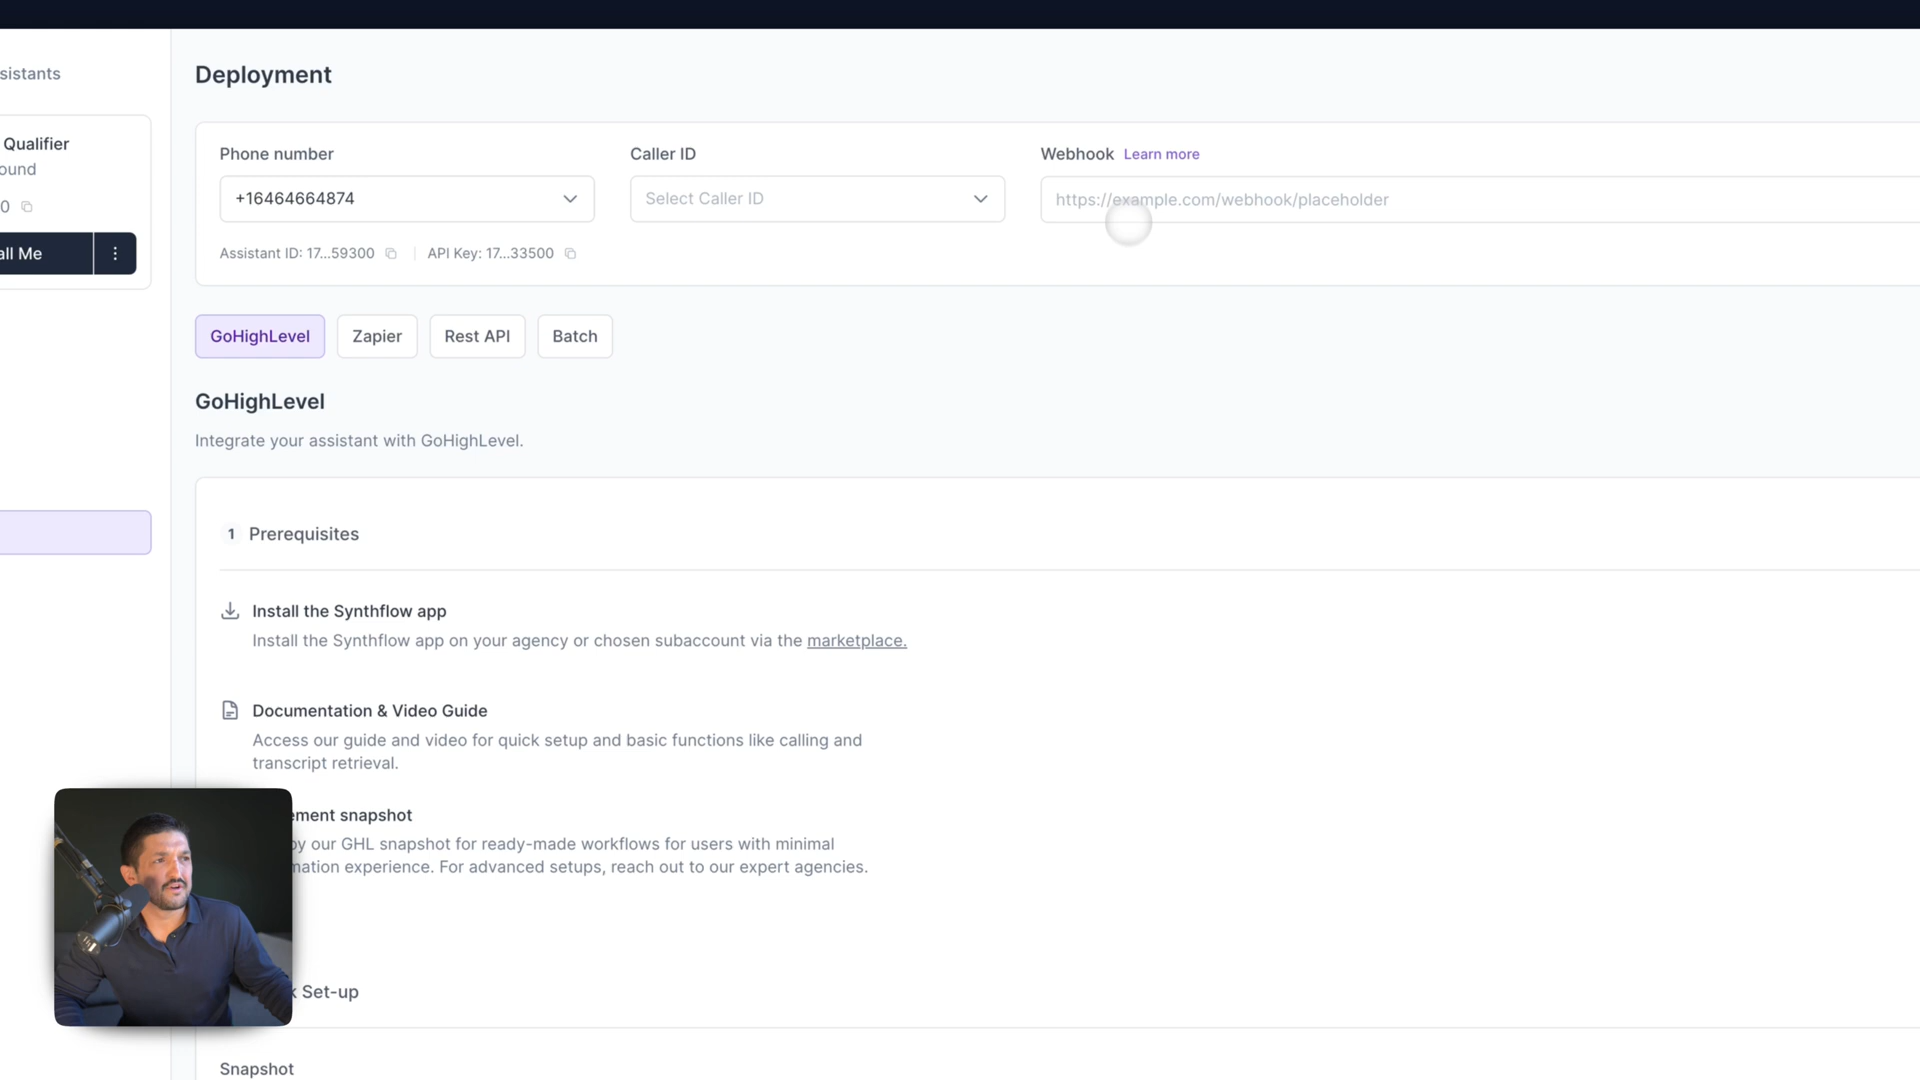 sistants
Qualifier
ound
0
all Me
Deployment
Phone number
Caller ID
Webhook Learn more
+16464664874
Select Caller ID
https://example.com/webhook/placeholder
Assistant ID: 17...59300
API Key: 17...33500
GoHighLevel
Zapier
Rest API
Batch
GoHighLevel
Integrate your assistant with GoHighLevel.
1 Prerequisites
Install the Synthflow app
Install the Synthflow app on your agency or chosen subaccount via the marketplace.
Documentation & Video Guide
Access our guide and video for quick setup and basic functions like calling and
transcript retrieval.
ement snapshot
by our GHL snapshot for ready-made workflows for users with minimal
mation experience. For advanced setups, reach out to our expert agencies.
k Set-up
Snapshot